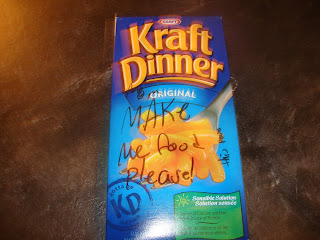 KRAFT
Kraft
Dinner
ORIGINAL
MAKe
me food
please!
KD
Sensible Solution
Solution sensée